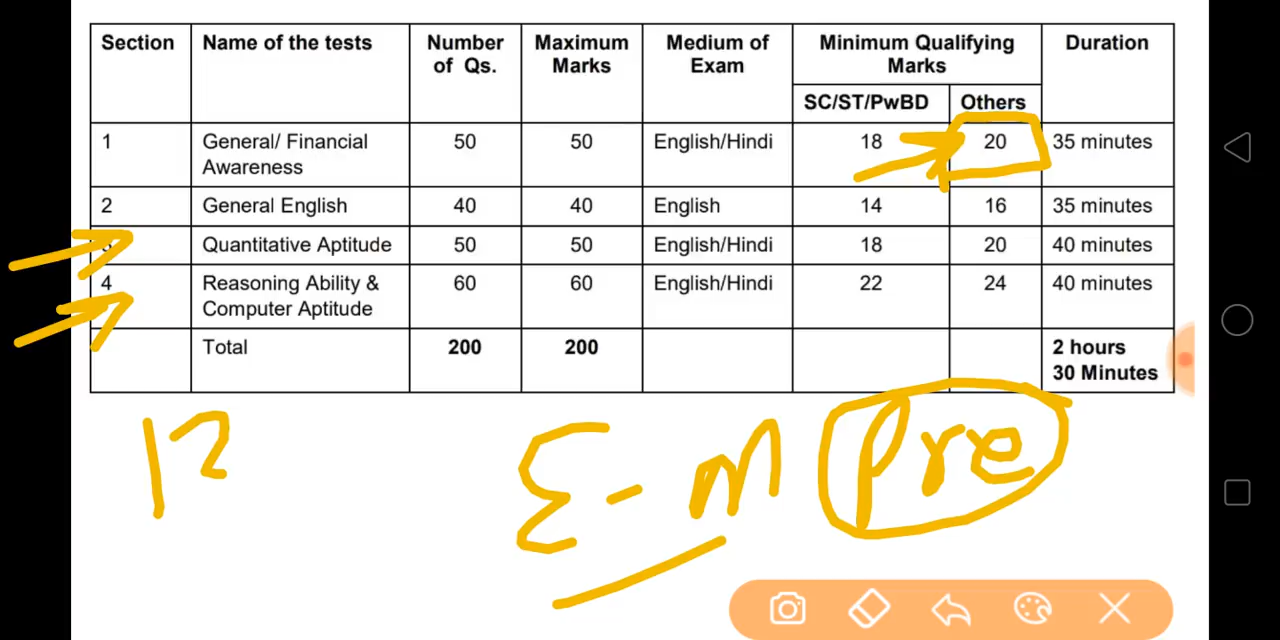 Section Name of the tests Number of Qs. Maximum Marks Medium of Exam Minimum Qualifying Marks Duration
SC/ST/PwBD Others
1 General/ Financial Awareness 50 50 English/Hindi 18 20 35 minutes
2 General English 40 40 English 14 16 35 minutes
3 Quantitative Aptitude 50 50 English/Hindi 18 20 40 minutes
4 Reasoning Ability & Computer Aptitude 60 60 English/Hindi 22 24 40 minutes
Total 200 200 2 hours 30 Minutes
E - M Pre